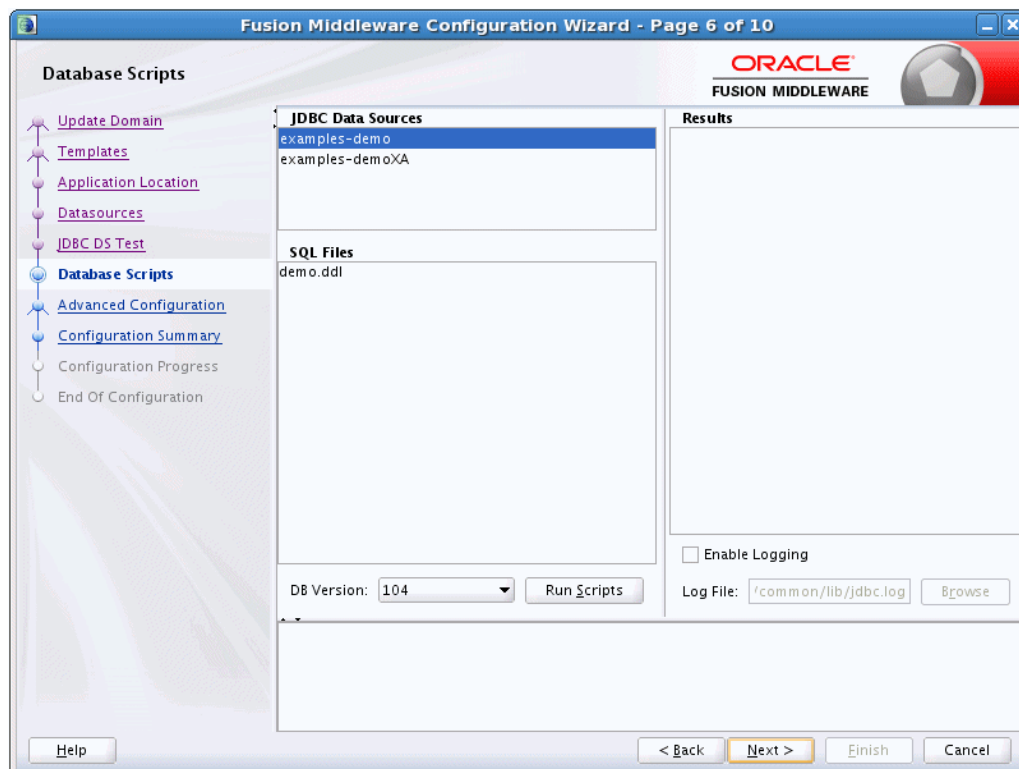 Fusion Middleware Configuration Wizard - Page 6 of 10
Database Scripts
ORACLE
FUSION MIDDLEWARE
Update Domain
Templates
Application Location
Datasources
JDBC DS Test
Database Scripts
Advanced Configuration
Configuration Summary
Configuration Progress
End Of Configuration
JDBC Data Sources
examples-demo
examples-demoXA
SQL Files
demo.ddl
DB Version: 104 Run Scripts
Results
Enable Logging
Log File: /common/lib/jdbc.log Browse
Help < Back Next > Finish Cancel